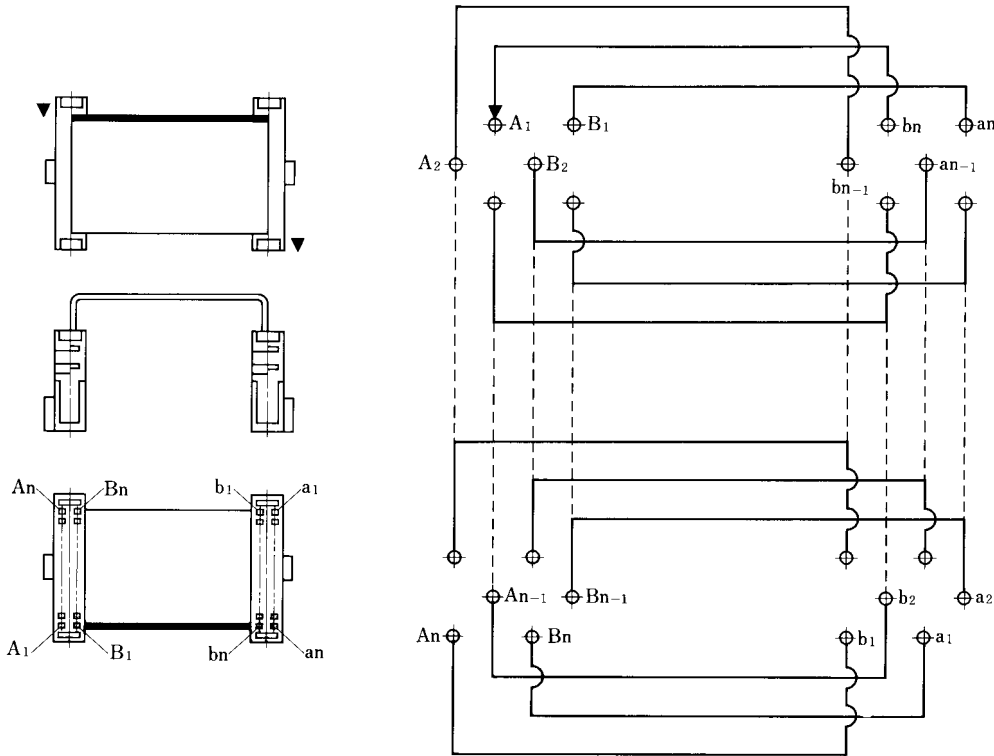 A₁ B₁ bn an
A₂ B₂ bn₋₁ an₋₁
An Bn b₁ a₁
A₁ B₁ bn an
An₋₁ Bn₋₁ b₂ a₂
An Bn b₁ a₁